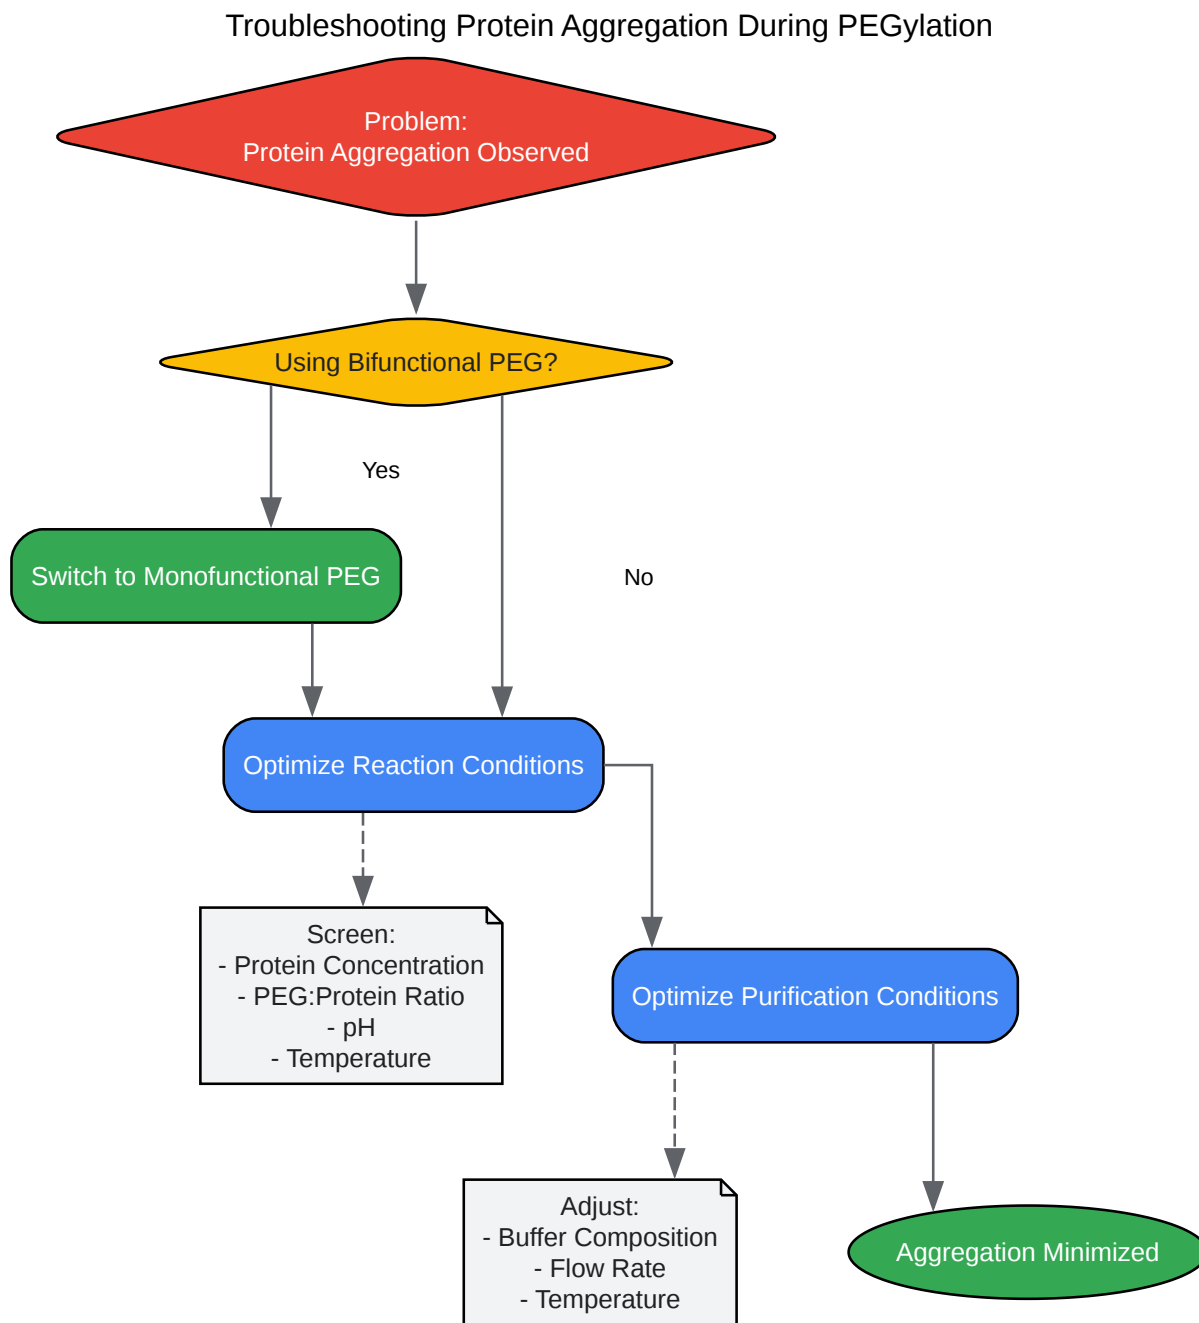 Troubleshooting Protein Aggregation During PEGylation
Problem:
Protein Aggregation Observed
Using Bifunctional PEG?
Yes
Switch to Monofunctional PEG
No
Optimize Reaction Conditions
Screen:
- Protein Concentration
- PEG:Protein Ratio
- pH
- Temperature
Optimize Purification Conditions
Adjust:
- Buffer Composition
- Flow Rate
- Temperature
Aggregation Minimized